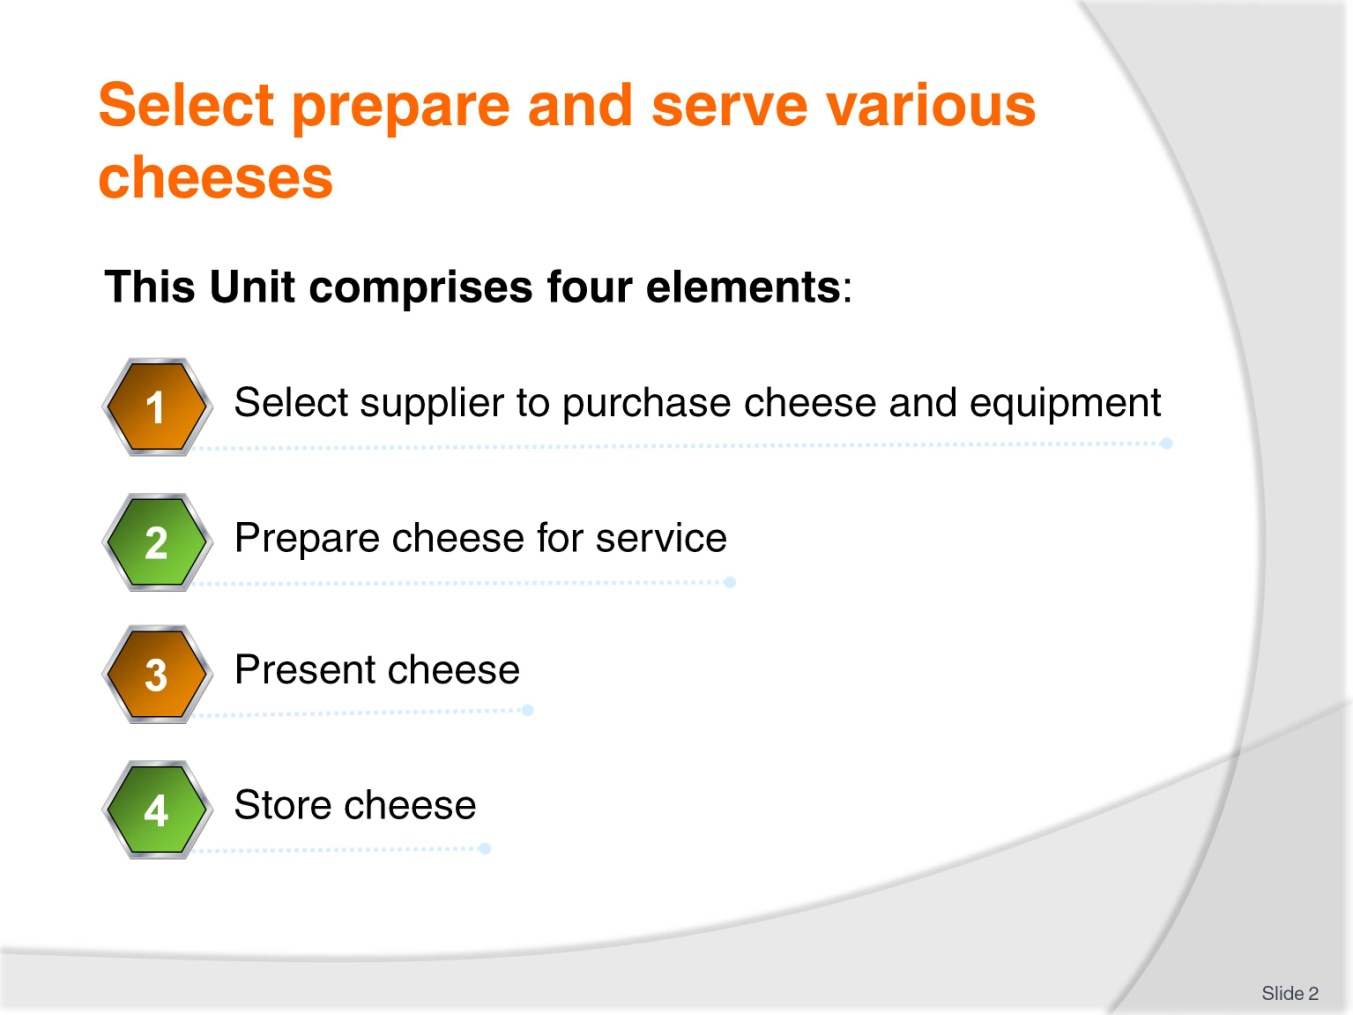 Select prepare and serve various
cheeses
This Unit comprises four elements:
1 Select supplier to purchase cheese and equipment
2 Prepare cheese for service
3 Present cheese
4 Store cheese
Slide 2